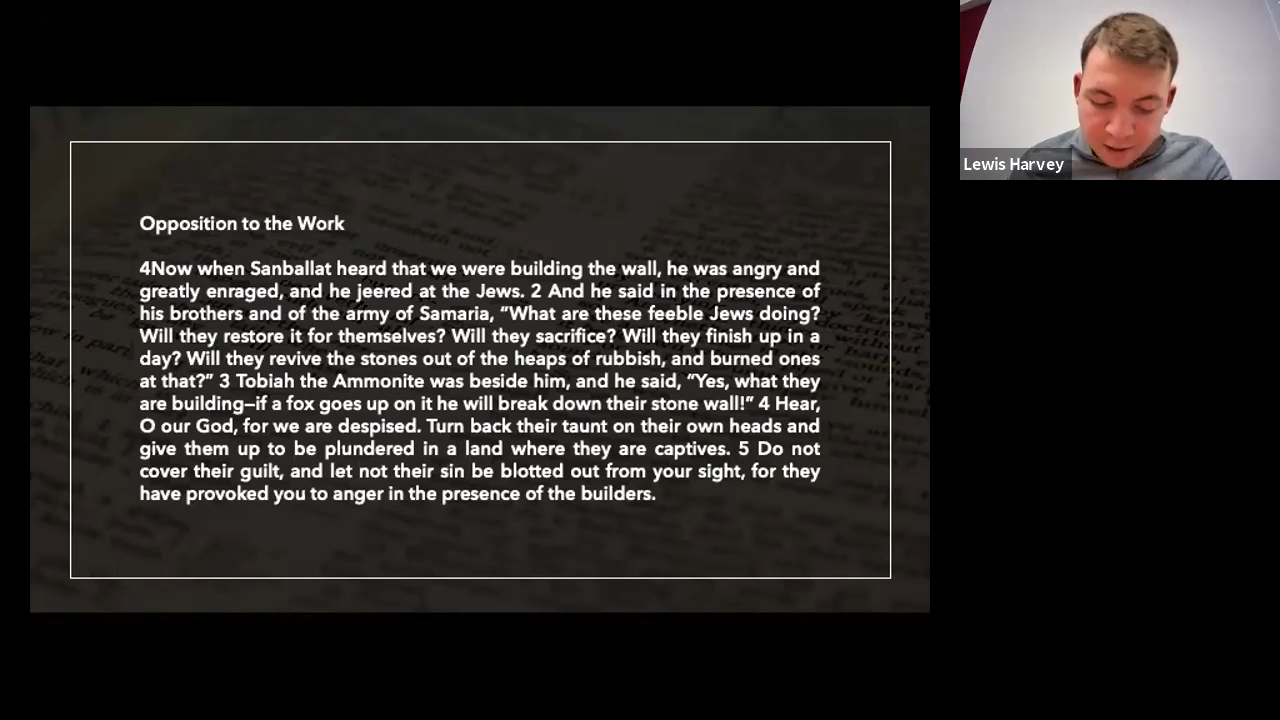 Opposition to the Work
4Now when Sanballat heard that we were building the wall, he was angry and
greatly enraged, and he jeered at the Jews. 2 And he said in the presence of
his brothers and of the army of Samaria, “What are these feeble Jews doing?
Will they restore it for themselves? Will they sacrifice? Will they finish up in a
day? Will they revive the stones out of the heaps of rubbish, and burned ones
at that?” 3 Tobiah the Ammonite was beside him, and he said, “Yes, what they
are building—if a fox goes up on it he will break down their stone wall!” 4 Hear,
O our God, for we are despised. Turn back their taunt on their own heads and
give them up to be plundered in a land where they are captives. 5 Do not
cover their guilt, and let not their sin be blotted out from your sight, for they
have provoked you to anger in the presence of the builders.
Lewis Harvey